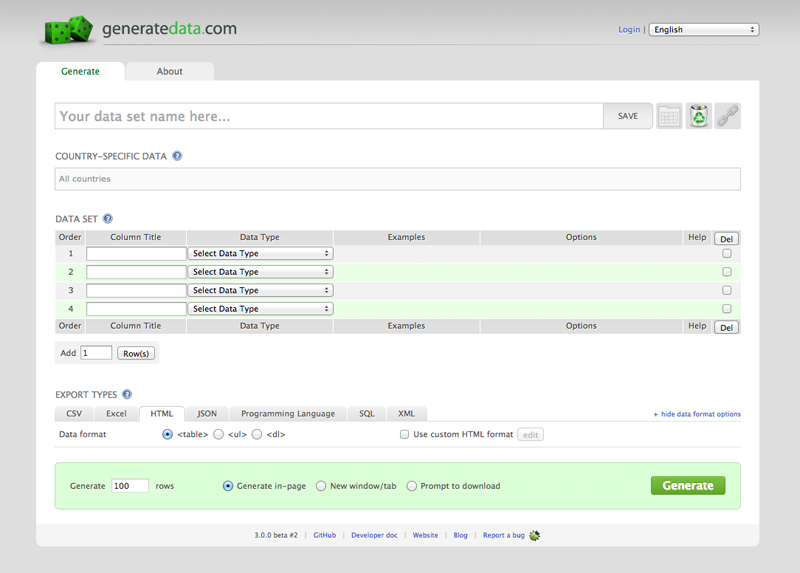 generatedata.com
Login | English
Generate About
Your data set name here... SAVE
COUNTRY-SPECIFIC DATA ?
All countries
DATA SET ?
Order Column Title Data Type Examples Options Help Del
1 Select Data Type
2 Select Data Type
3 Select Data Type
4 Select Data Type
Order Column Title Data Type Examples Options Help Del
Add 1 Row(s)
EXPORT TYPES ?
CSV Excel HTML JSON Programming Language SQL XML + hide data format options
Data format <table> <ul> <dl> Use custom HTML format edit
Generate 100 rows Generate in-page New window/tab Prompt to download Generate
3.0.0 beta #2 | GitHub | Developer doc | Website | Blog | Report a bug